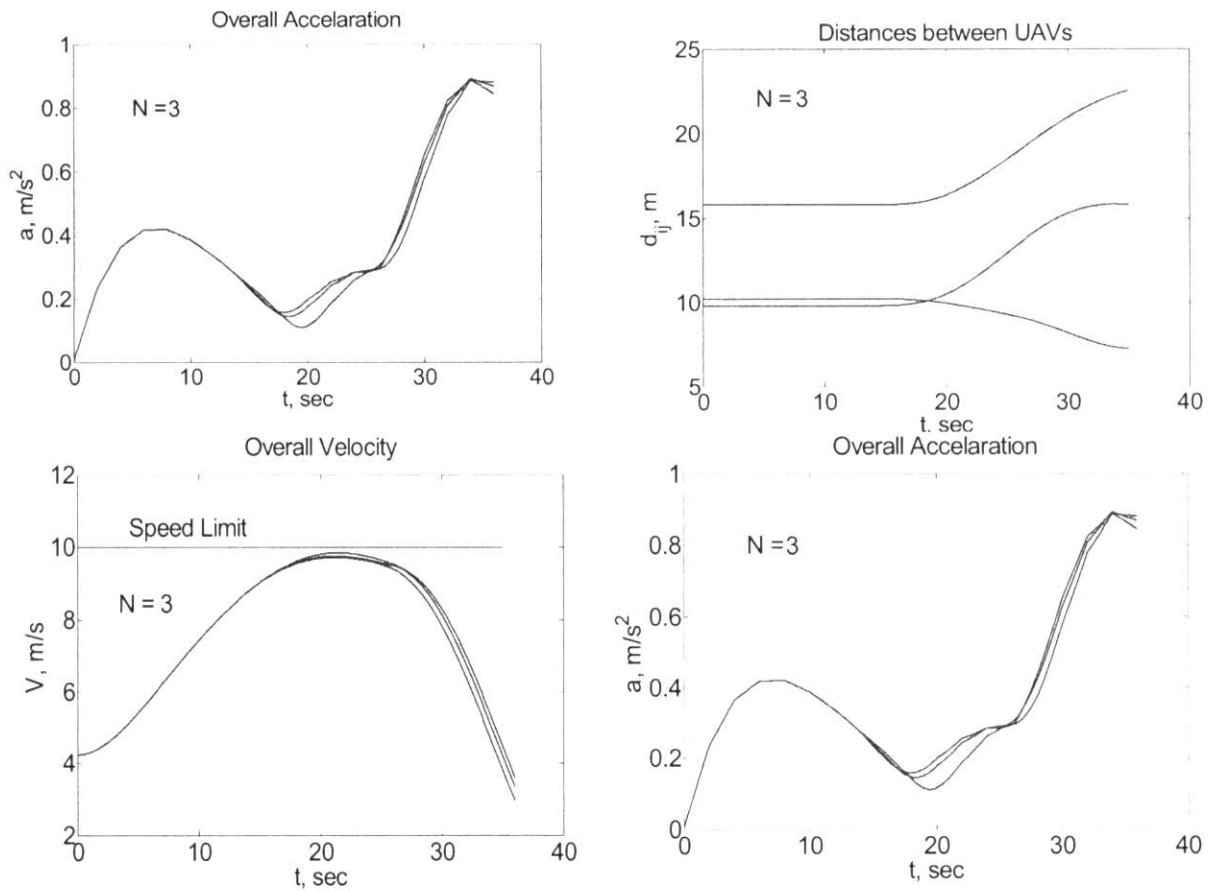 Overall Accelaration
1
0.8
0.6
0.4
0.2
0
N = 3
a, m/s²
0
10
20
30
40
t, sec
Distances between UAVs
25
20
15
10
5
N = 3
d_ij, m
0
10
20
30
40
t, sec
Overall Velocity
12
10
8
6
4
2
Speed Limit
N = 3
V, m/s
0
10
20
30
40
t, sec
Overall Accelaration
1
0.8
0.6
0.4
0.2
0
N = 3
a, m/s²
0
10
20
30
40
t, sec